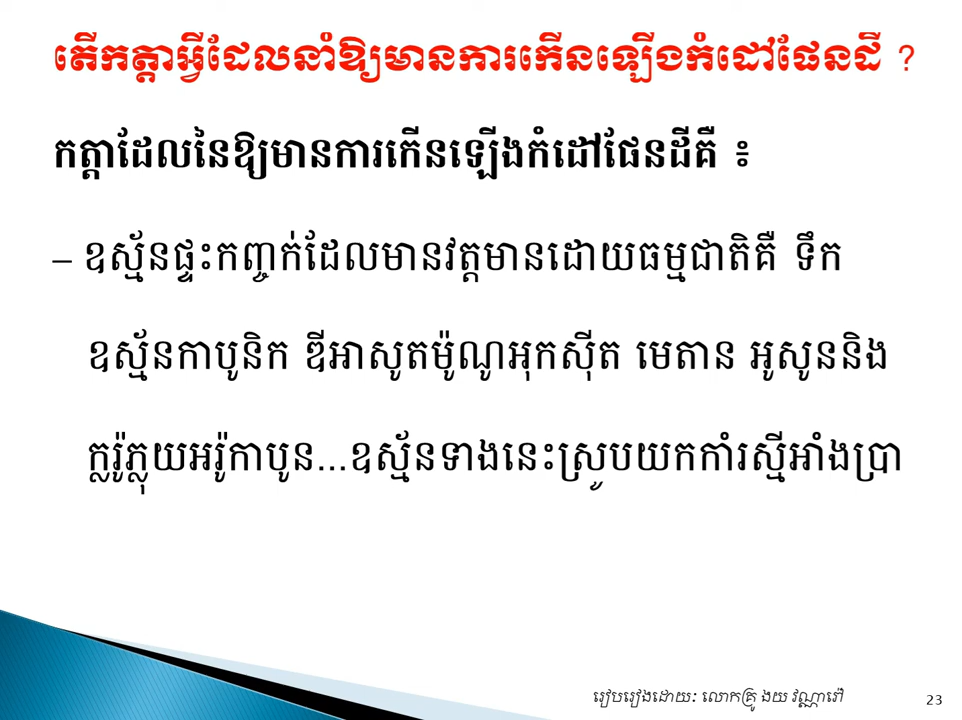 តើកត្តាអ្វីដែលនាំឱ្យមានការកើនឡើងកំដៅផែនដី ?
កត្តាដែលនៃឱ្យមានការកើនឡើងកំដៅផែនដីគឺ ៖
– ឧស្ម័នផ្ទះកញ្ចក់ដែលមានវត្តមានដោយធម្មជាតិគឺ ទឹក
ឧស្ម័នកាបូនិក ឌីអាសូតម៉ូណូអុកស៊ីត មេតាន អូសូននិង
ក្លរ៉ូភ្លុយអរ៉ូកាបូន...ឧស្ម័នទាងនេះស្រូបយកកាំរស្មីអាំងប្រា
រៀបរៀងដោយ: លោកគ្រូ ងយ វណ្ណារៅ 23